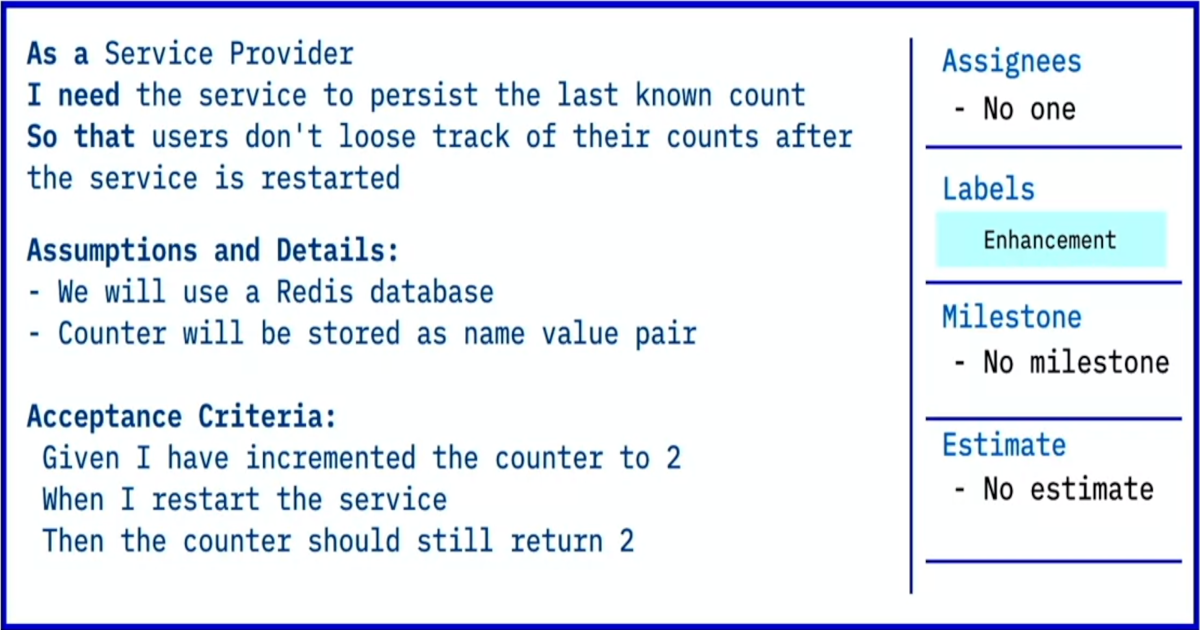 As a Service Provider
I need the service to persist the last known count
So that users don't loose track of their counts after
the service is restarted
Assumptions and Details:
- We will use a Redis database
- Counter will be stored as name value pair
Acceptance Criteria:
Given I have incremented the counter to 2
When I restart the service
Then the counter should still return 2
Assignees
- No one
Labels
Enhancement
Milestone
- No milestone
Estimate
- No estimate